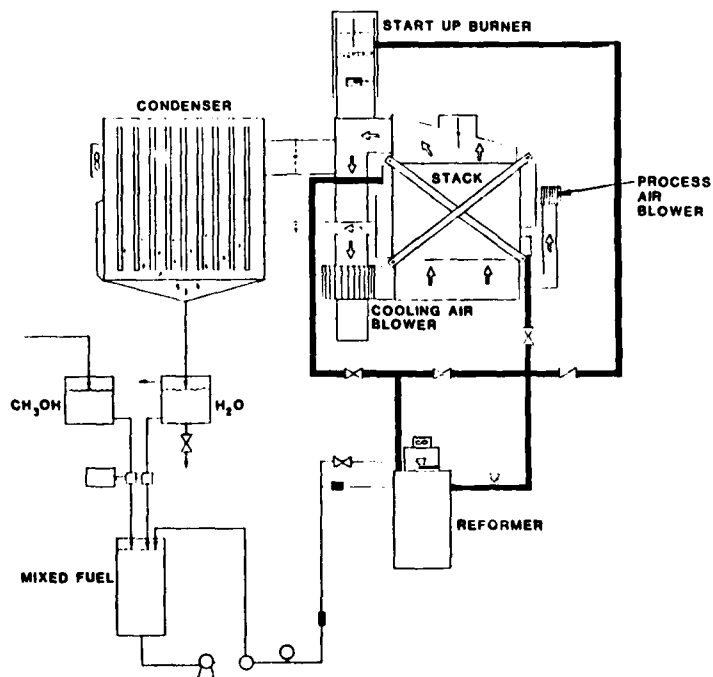 START UP BURNER
CONDENSER
STACK
PROCESS
AIR
BLOWER
COOLING AIR
BLOWER
CH₃OH
H₂O
REFORMER
MIXED FUEL